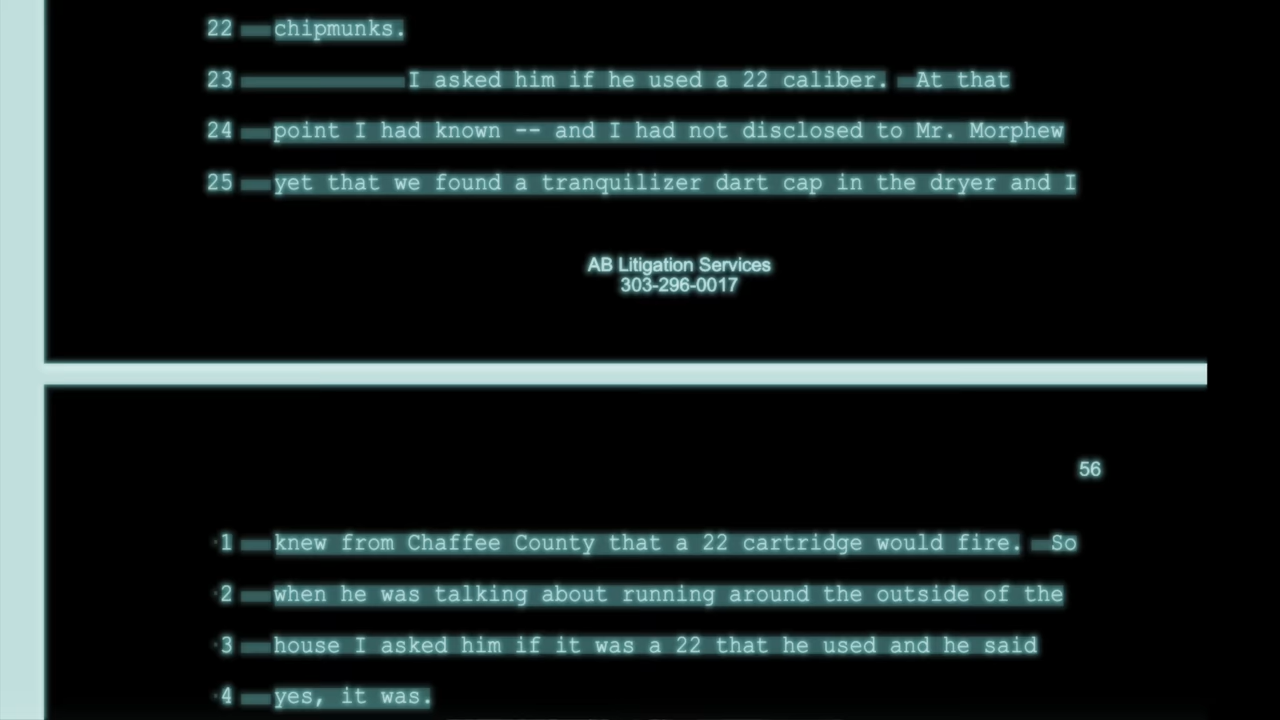 22 chipmunks.
23 I asked him if he used a 22 caliber. At that
24 point I had known -- and I had not disclosed to Mr. Morphew
25 yet that we found a tranquilizer dart cap in the dryer and I
AB Litigation Services
303-296-0017
56
1 knew from Chaffee County that a 22 cartridge would fire. So
2 when he was talking about running around the outside of the
3 house I asked him if it was a 22 that he used and he said
4 yes, it was.